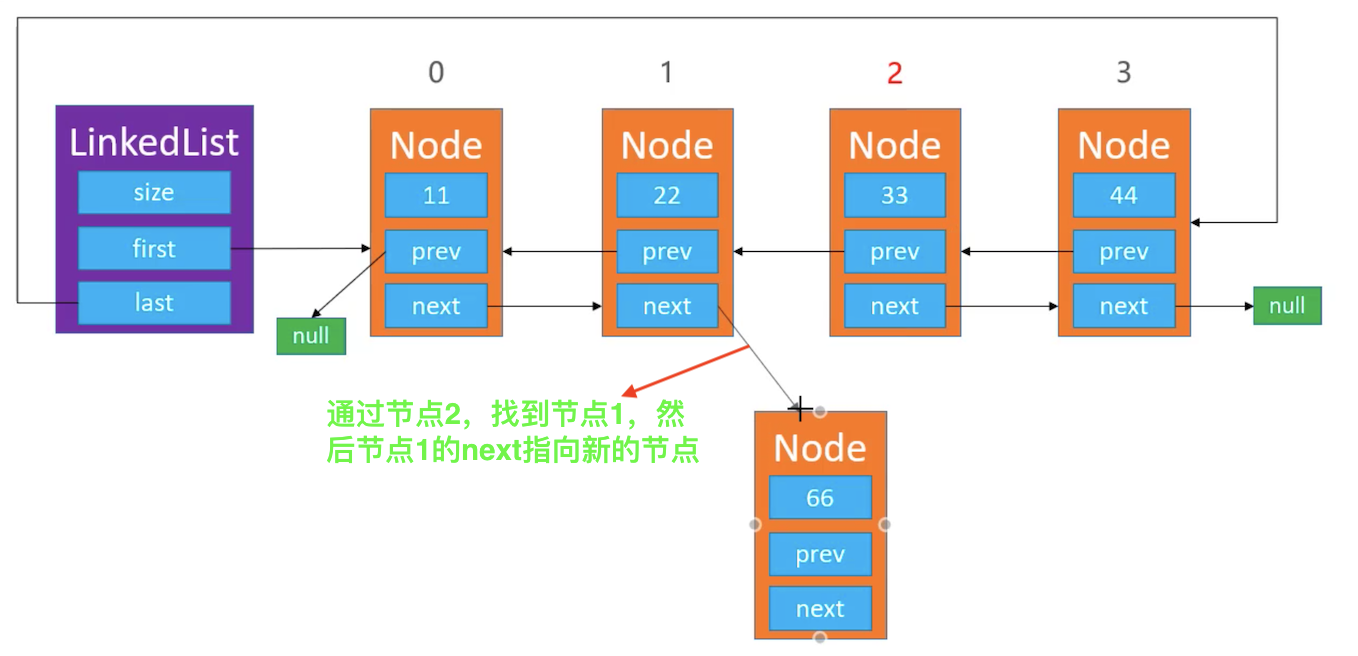 0
1
2
3
LinkedList
size
first
last
null
Node
11
prev
next
Node
22
prev
next
Node
33
prev
next
Node
44
prev
next
null
通过节点2，找到节点1，然
后节点1的next指向新的节点
Node
66
prev
next